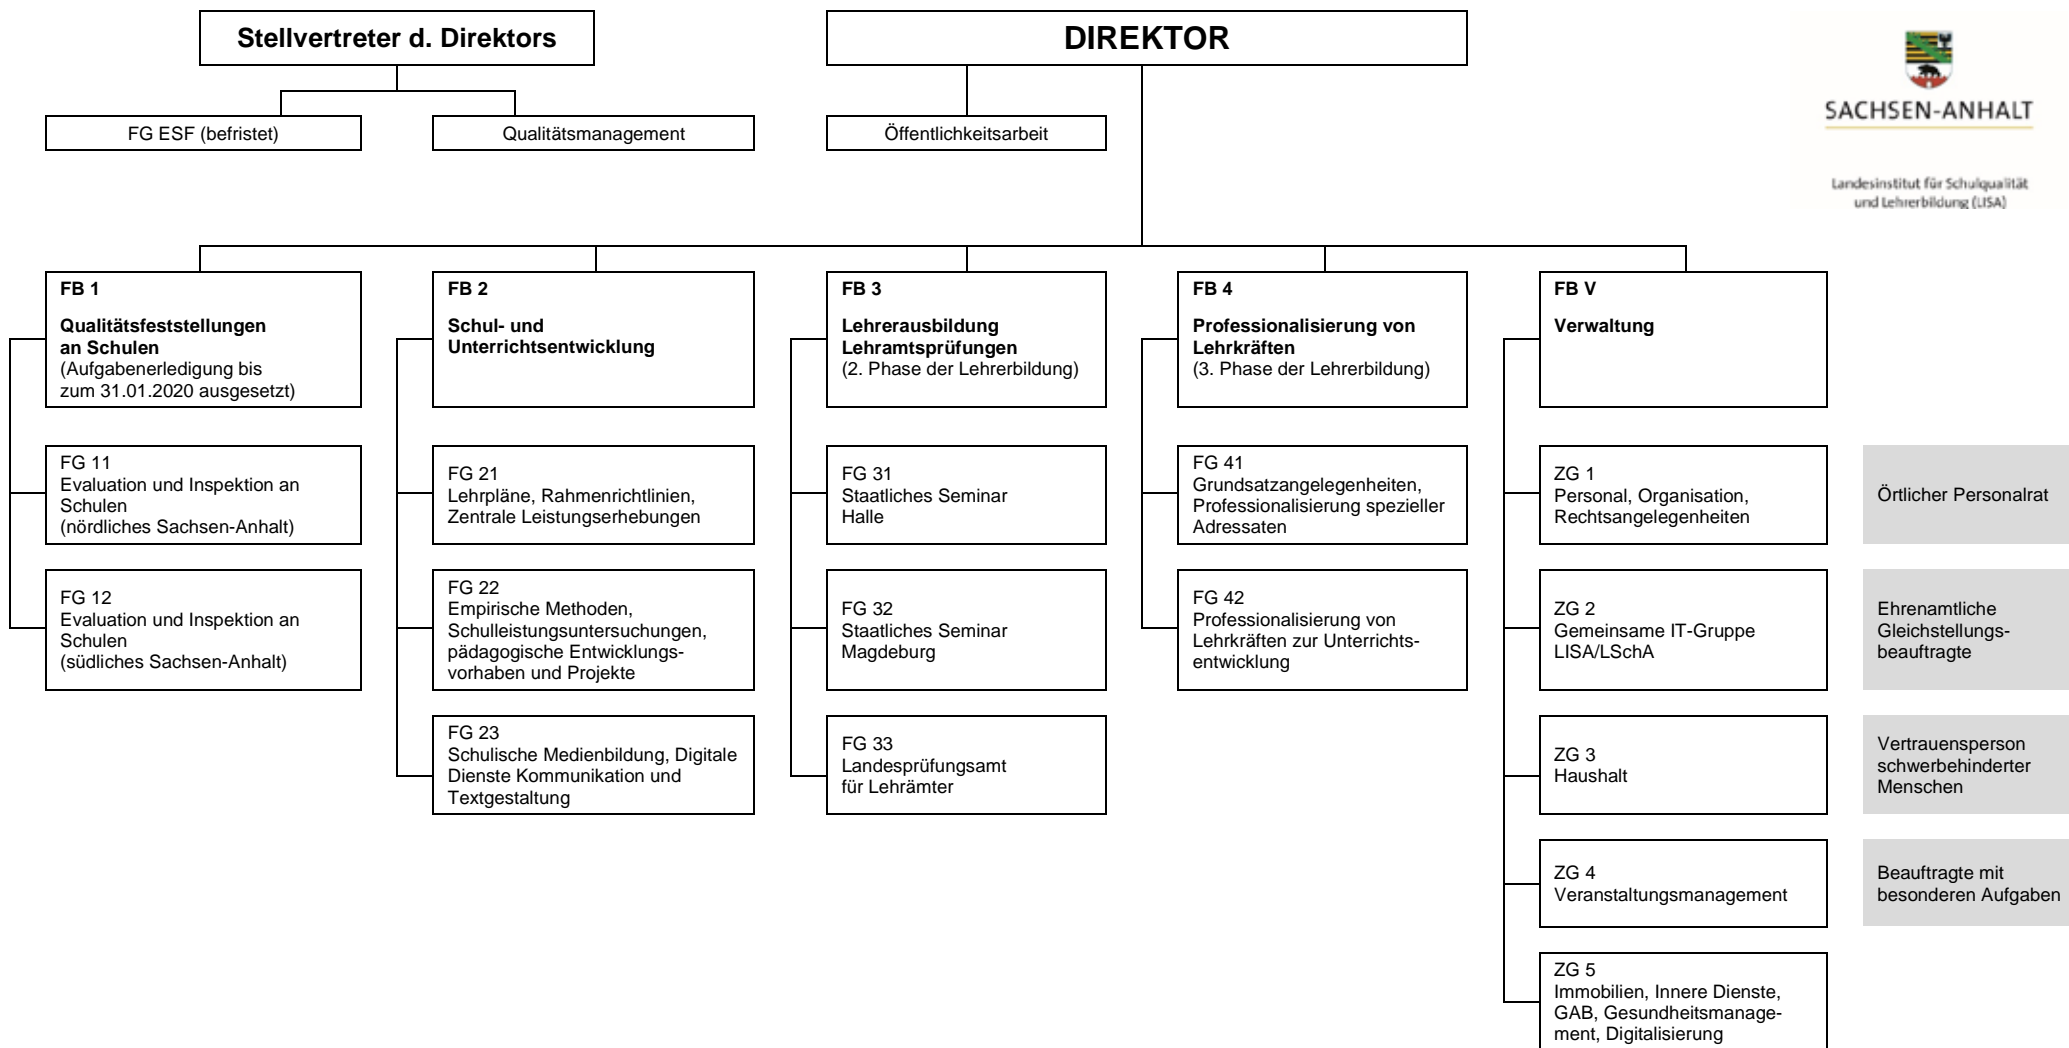 Stellvertreter d. Direktors
DIREKTOR
SACHSEN-ANHALT
Landesinstitut für Schulqualität
und Lehrerbildung (LISA)
FG ESF (befristet)
Qualitätsmanagement
Öffentlichkeitsarbeit
FB 1
Qualitätsfeststellungen
an Schulen
(Aufgabenerledigung bis
zum 31.01.2020 ausgesetzt)
FG 11
Evaluation und Inspektion an
Schulen
(nördliches Sachsen-Anhalt)
FG 12
Evaluation und Inspektion an
Schulen
(südliches Sachsen-Anhalt)
FB 2
Schul- und
Unterrichtsentwicklung
FG 21
Lehrpläne, Rahmenrichtlinien,
Zentrale Leistungserhebungen
FG 22
Empirische Methoden,
Schulleistungsuntersuchungen,
pädagogische Entwicklungs-
vorhaben und Projekte
FG 23
Schulische Medienbildung, Digitale
Dienste Kommunikation und
Textgestaltung
FB 3
Lehrerausbildung
Lehramtsprüfungen
(2. Phase der Lehrerbildung)
FG 31
Staatliches Seminar
Halle
FG 32
Staatliches Seminar
Magdeburg
FG 33
Landesprüfungsamt
für Lehrämter
FB 4
Professionalisierung von
Lehrkräften
(3. Phase der Lehrerbildung)
FG 41
Grundsatzangelegenheiten,
Professionalisierung spezieller
Adressaten
FG 42
Professionalisierung von
Lehrkräften zur Unterrichts-
entwicklung
FB V
Verwaltung
ZG 1
Personal, Organisation,
Rechtsangelegenheiten
ZG 2
Gemeinsame IT-Gruppe
LISA/LSchA
ZG 3
Haushalt
ZG 4
Veranstaltungsmanagement
ZG 5
Immobilien, Innere Dienste,
GAB, Gesundheitsmanage-
ment, Digitalisierung
Örtlicher Personalrat
Ehrenamtliche
Gleichstellungs-
beauftragte
Vertrauensperson
schwerbehinderter
Menschen
Beauftragte mit
besonderen Aufgaben